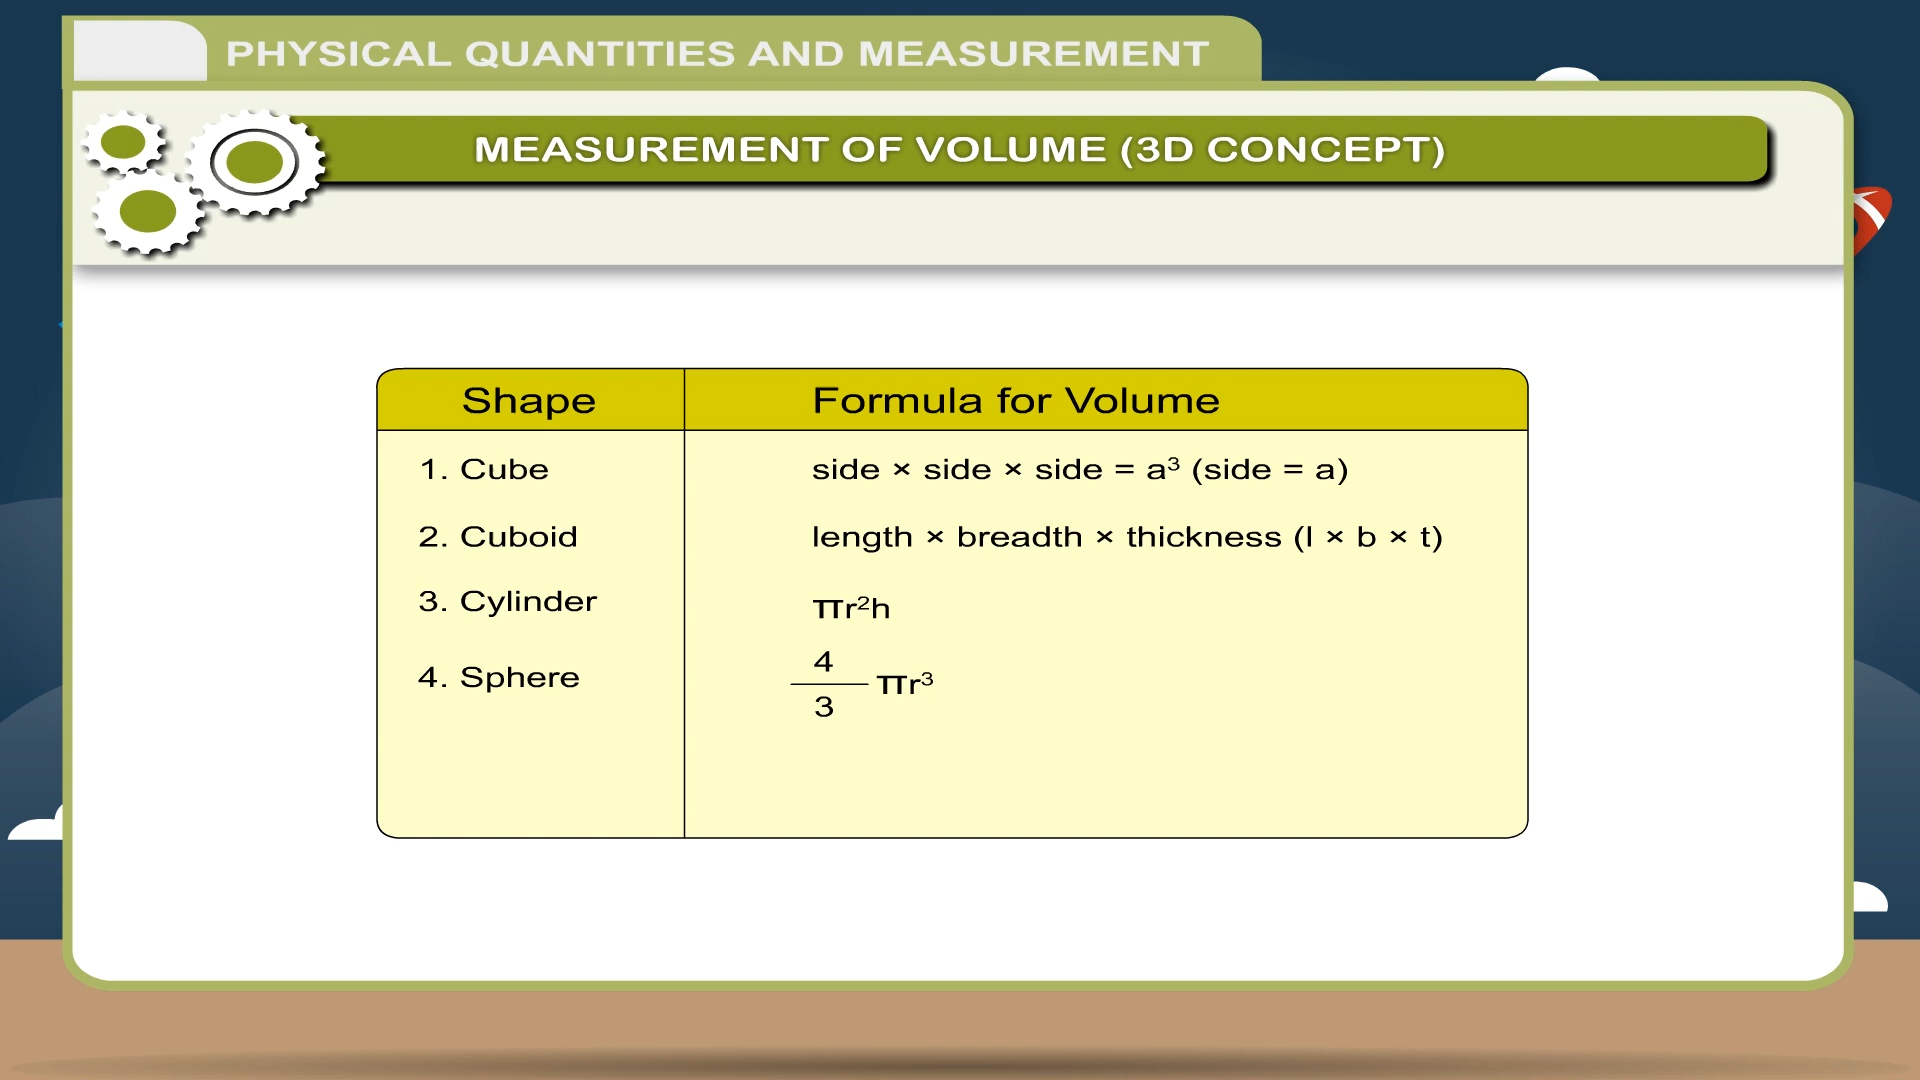 PHYSICAL QUANTITIES AND MEASUREMENT
MEASUREMENT OF VOLUME (3D CONCEPT)
Shape Formula for Volume
1. Cube side × side × side = a³ (side = a)
2. Cuboid length × breadth × thickness (l × b × t)
3. Cylinder πr²h
4. Sphere 4/3 πr³